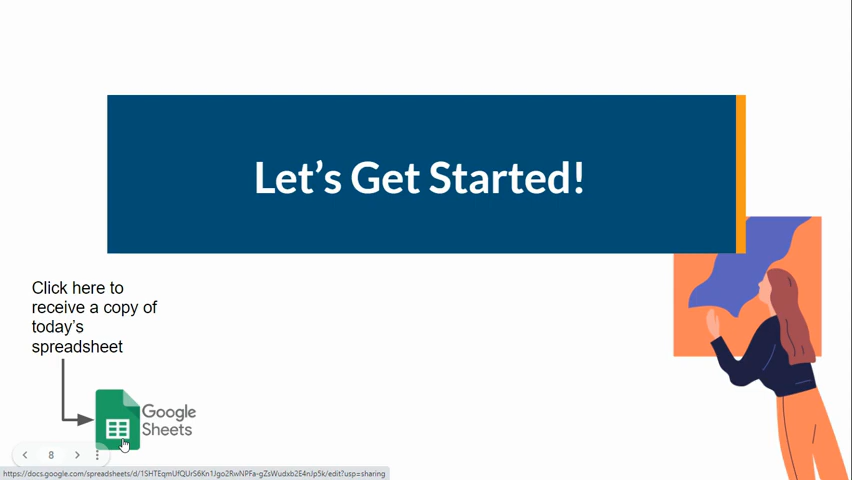 Let's Get Started!
Click here to
receive a copy of
today's
spreadsheet
Google
Sheets
8
https://docs.google.com/spreadsheets/d/1SHTEqmUfQUrS6Kn1Jgo2RwNPFa-gZsWudxb2E4nJp5k/edit?usp=sharing